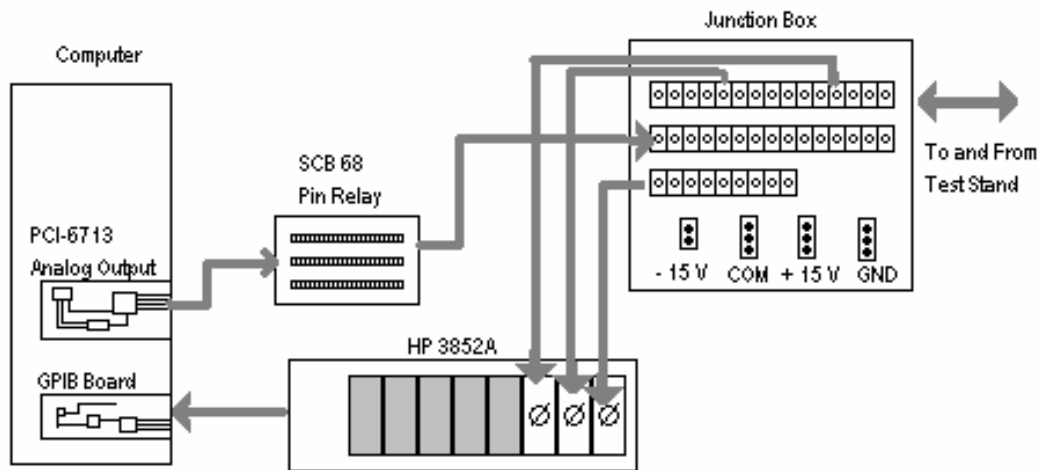 Junction Box
Computer
SCB 68
Pin Relay
To and From
Test Stand
PCI-6713
Analog Output
- 15 V
COM
+ 15 V
GND
HP 3852A
GPIB Board